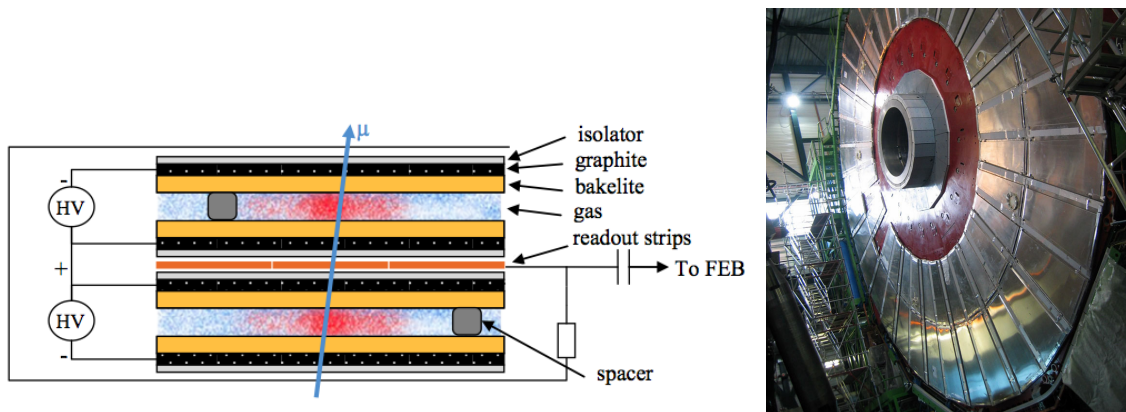 μ
isolator
graphite
bakelite
gas
readout strips
To FEB
spacer
-
HV
+
HV
-